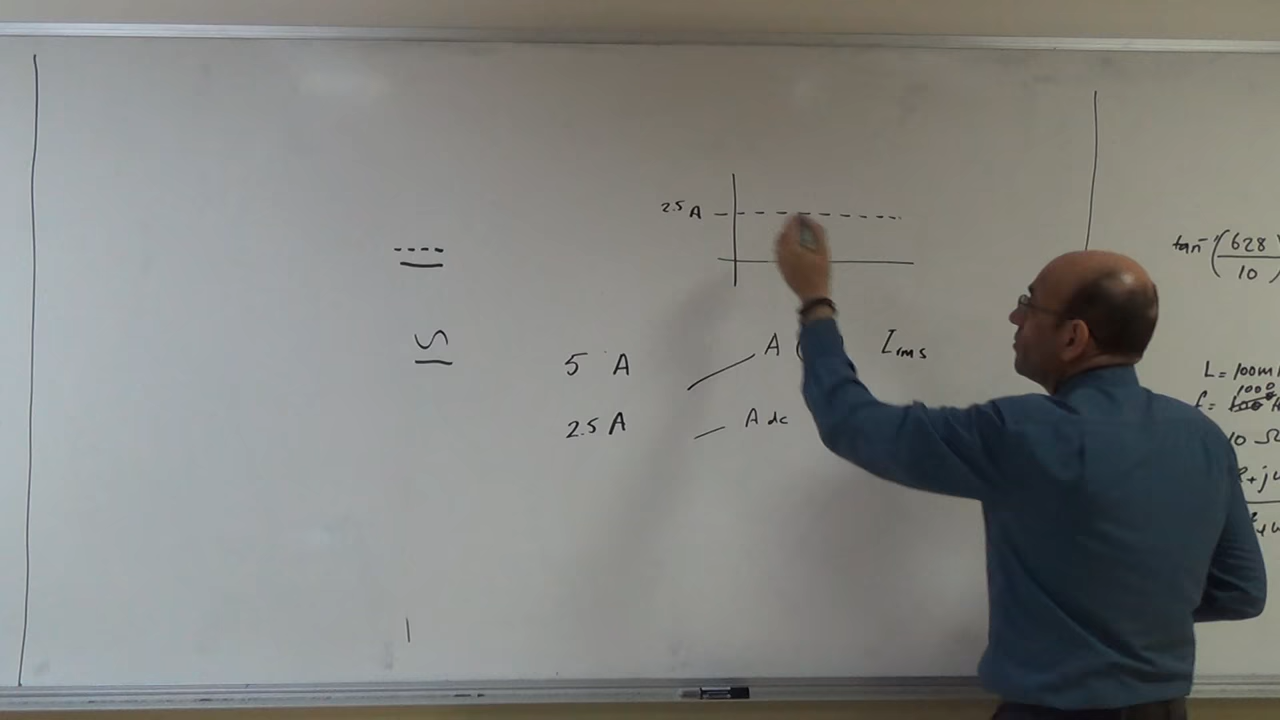 2.5 A
5 A
A
Irms
2.5 A
A dc
tan⁻¹(628
10
L = 100m
1000
f =
10 Ω